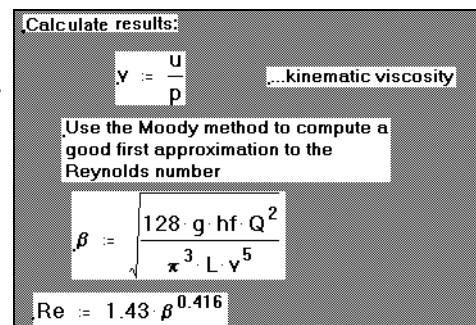 Calculate results:
γ := u/p
...kinematic viscosity
Use the Moody method to compute a
good first approximation to the
Reynolds number
β := √(128 · g · hf · Q² / π³ · L · γ⁵)
Re := 1.43 · β^0.416